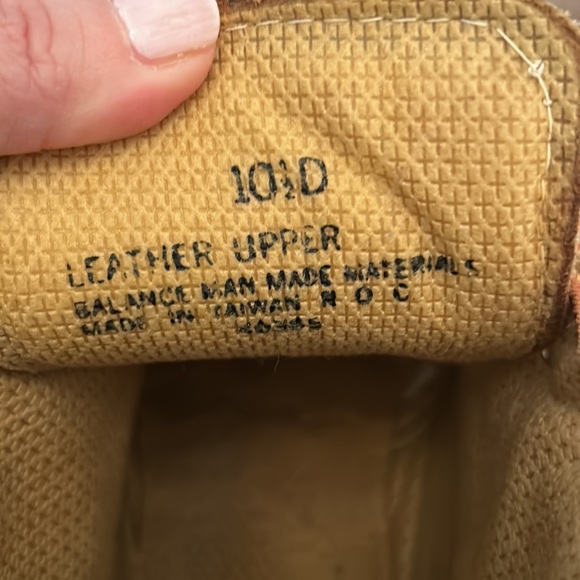 10½D
LEATHER UPPER
BALANCE MAN MADE MATERIALS
MADE IN TAIWAN R O C